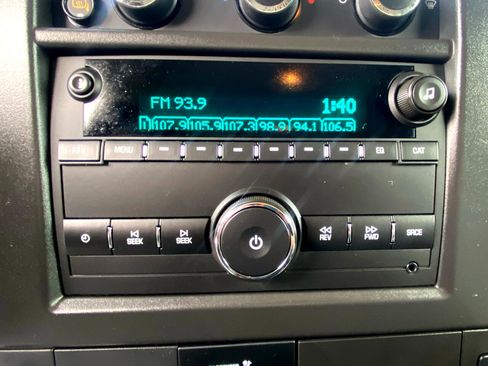 FM 93.9 1:40
1 107.9 105.9 107.3 98.9 94.1 106.5
MENU EQ CAT
SEEK SEEK REV FWD SRCE